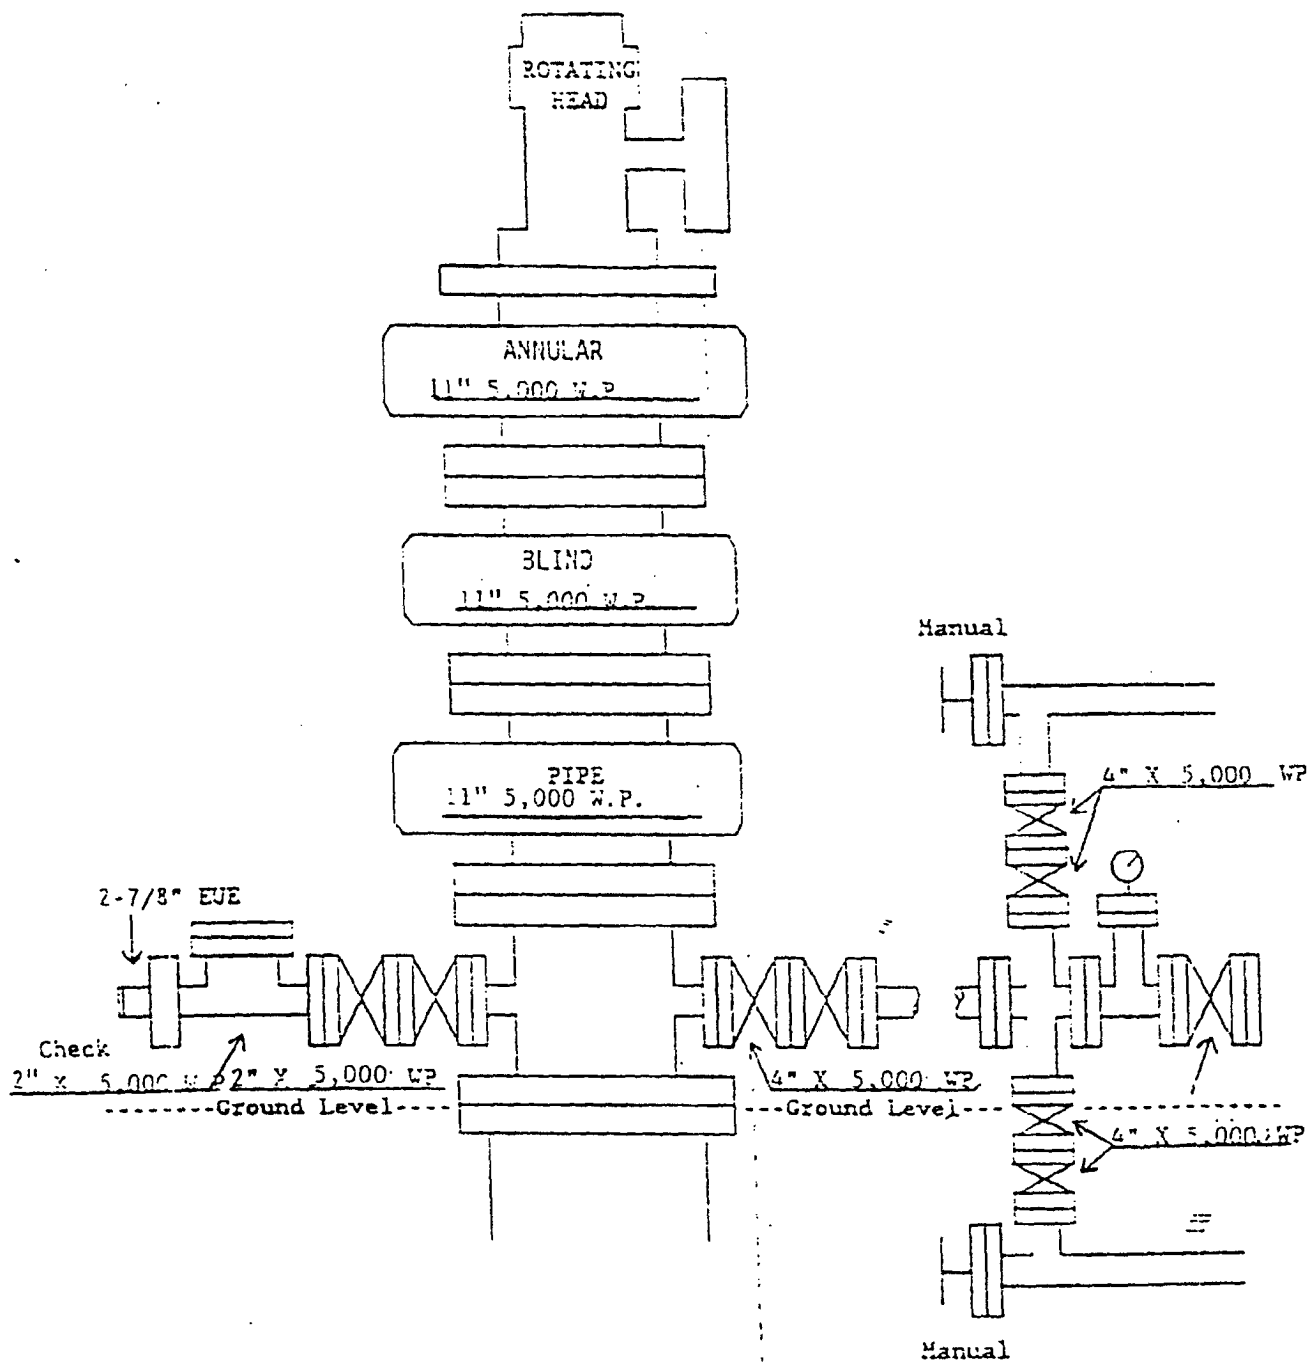 ROTATING
HEAD
ANNULAR
11" 5,000 W.P.
BLIND
11" 5,000 W.P.
Manual
PIPE
11" 5,000 W.P.
4" X 5,000 WP
2-7/8" EUE
Check
2" X 5,000 W.P.
2" X 5,000 WP
4" X 5,000 WP
-------Ground Level----
---Ground Level---
4" X 5,000 WP
Manual